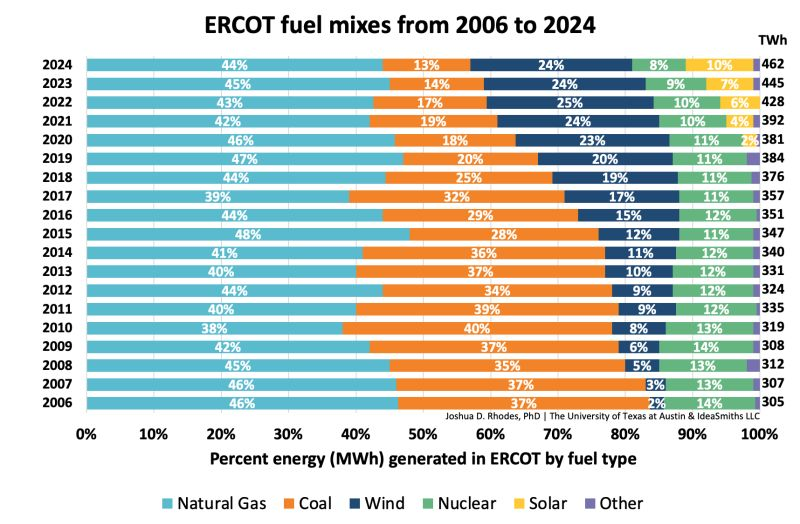 ERCOT fuel mixes from 2006 to 2024
TWh
2024 44% 13% 24% 8% 10% 462
2023 45% 14% 24% 9% 7% 445
2022 43% 17% 25% 10% 6% 428
2021 42% 19% 24% 10% 4% 392
2020 46% 18% 23% 11% 2% 381
2019 47% 20% 20% 11% 384
2018 44% 25% 19% 11% 376
2017 39% 32% 17% 11% 357
2016 44% 29% 15% 12% 351
2015 48% 28% 12% 11% 347
2014 41% 36% 11% 12% 340
2013 40% 37% 10% 12% 331
2012 44% 34% 9% 12% 324
2011 40% 39% 9% 12% 335
2010 38% 40% 8% 13% 319
2009 42% 37% 6% 14% 308
2008 45% 35% 5% 13% 312
2007 46% 37% 3% 13% 307
2006 46% 37% 2% 14% 305
Joshua D. Rhodes, PhD | The University of Texas at Austin & IdeaSmiths LLC
0% 10% 20% 30% 40% 50% 60% 70% 80% 90% 100%
Percent energy (MWh) generated in ERCOT by fuel type
Natural Gas Coal Wind Nuclear Solar Other